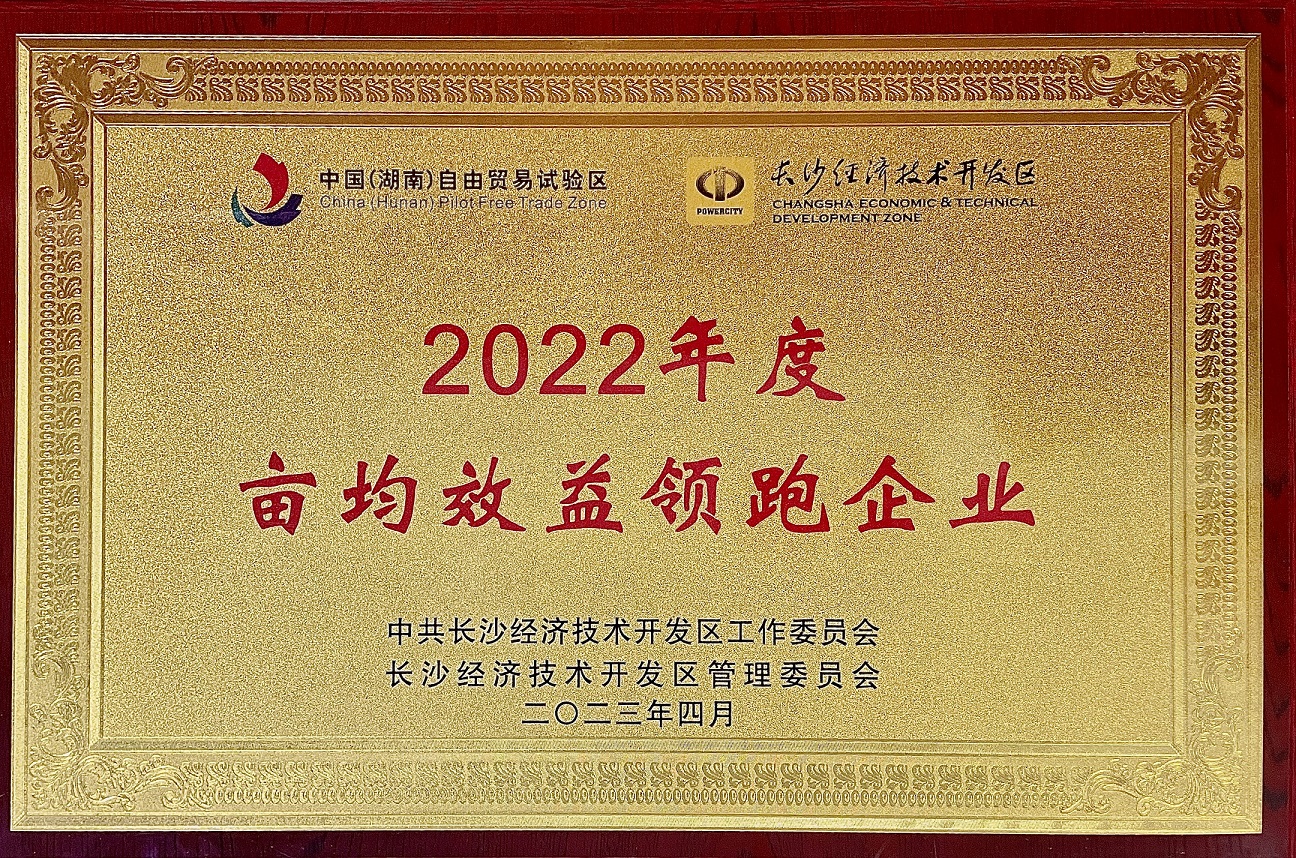 中国(湖南)自由贸易试验区
China (Hunan) Pilot Free Trade Zone
POWERCITY
长沙经济技术开发区
CHANGSHA ECONOMIC & TECHNICAL
DEVELOPMENT ZONE
2022年度
亩均效益领跑企业
中共长沙经济技术开发区工作委员会
长沙经济技术开发区管理委员会
二〇二三年四月